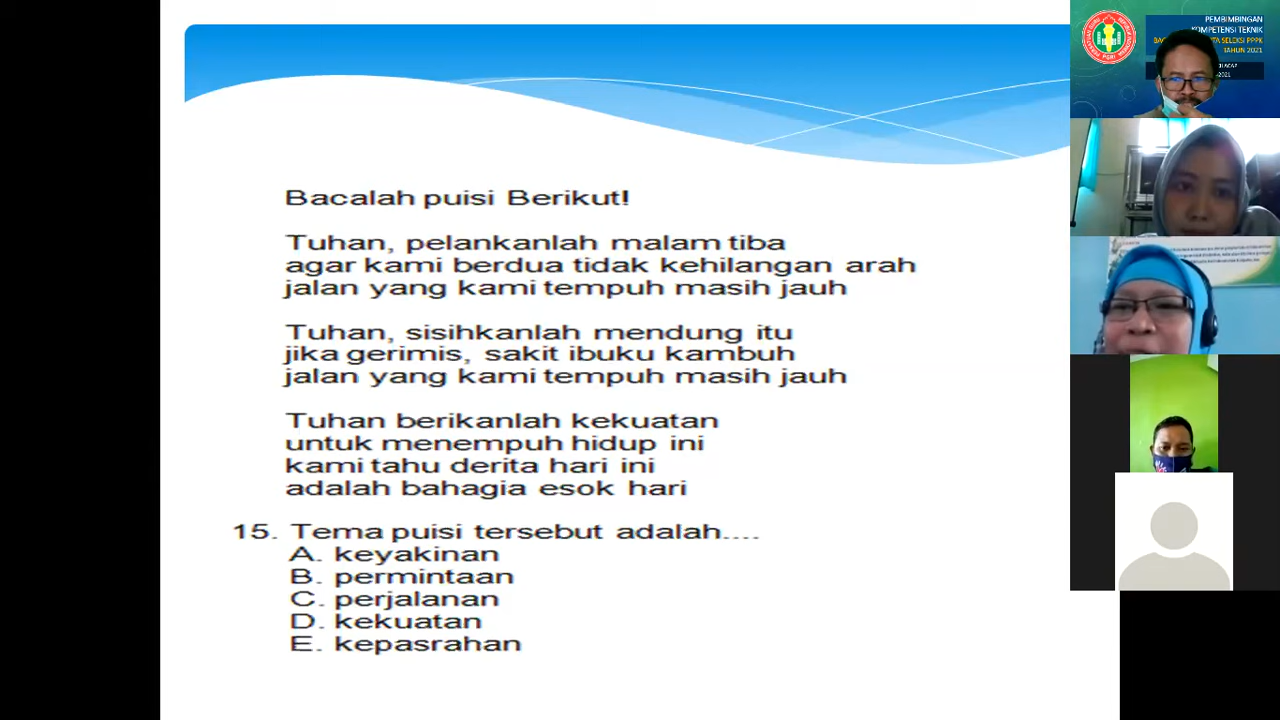 Bacalah puisi Berikut!
Tuhan, pelankanlah malam tiba
agar kami berdua tidak kehilangan arah
jalan yang kami tempuh masih jauh
Tuhan, sisihkanlah mendung itu
jika gerimis, sakit ibuku kambuh
jalan yang kami tempuh masih jauh
Tuhan berikanlah kekuatan
untuk menempuh hidup ini
kami tahu derita hari ini
adalah bahagia esok hari
15. Tema puisi tersebut adalah....
A. keyakinan
B. permintaan
C. perjalanan
D. kekuatan
E. kepasrahan
PEMBIMBINGAN
KOMPETENSI TEKNIK
SELEKSI PPPK
TAHUN 2021
PGRI